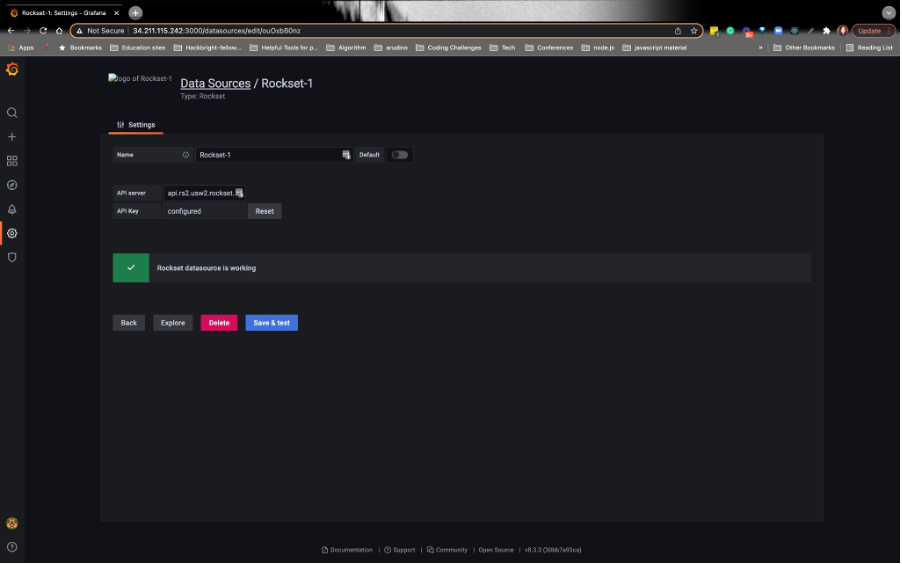 Rockset-1: Settings - Grafana
Not Secure | 34.211.115.242:3000/datasources/edit/ouOxbB0nz
Update
Apps
Bookmarks
Education sites
Hackbright-fellow...
Helpful Tools for p...
Algorithm
arudino
Coding Challenges
Tech
Conferences
node.js
javascript material
»
Other Bookmarks
Reading List
logo of Rockset-1
Data Sources / Rockset-1
Type: Rockset
Settings
Name
Rockset-1
Default
API server
api.rs2.usw2.rockset.
API Key
configured
Reset
Rockset datasource is working
Back
Explore
Delete
Save & test
Documentation | Support | Community | Open Source | v8.3.3 (30bb7a93ca)